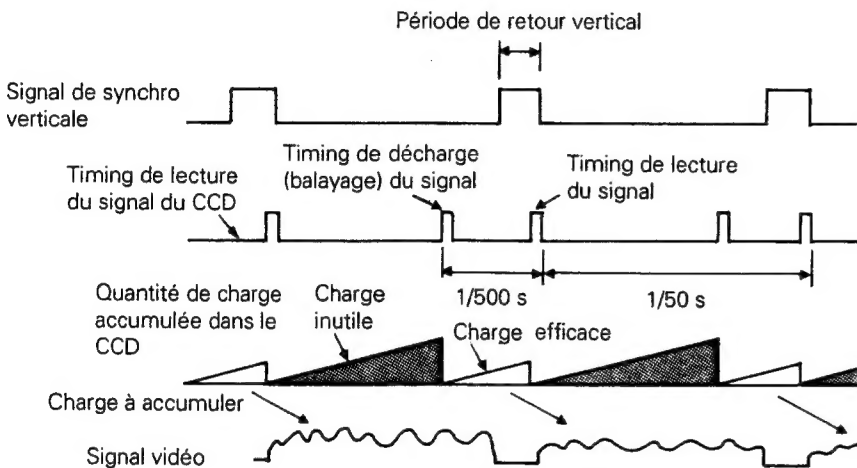 Période de retour vertical
Signal de synchro
verticale
Timing de lecture
du signal du CCD
Timing de décharge
(balayage) du signal
Timing de lecture
du signal
1/500 s
1/50 s
Quantité de charge
accumulée dans le
CCD
Charge
inutile
Charge efficace
Charge à accumuler
Signal vidéo